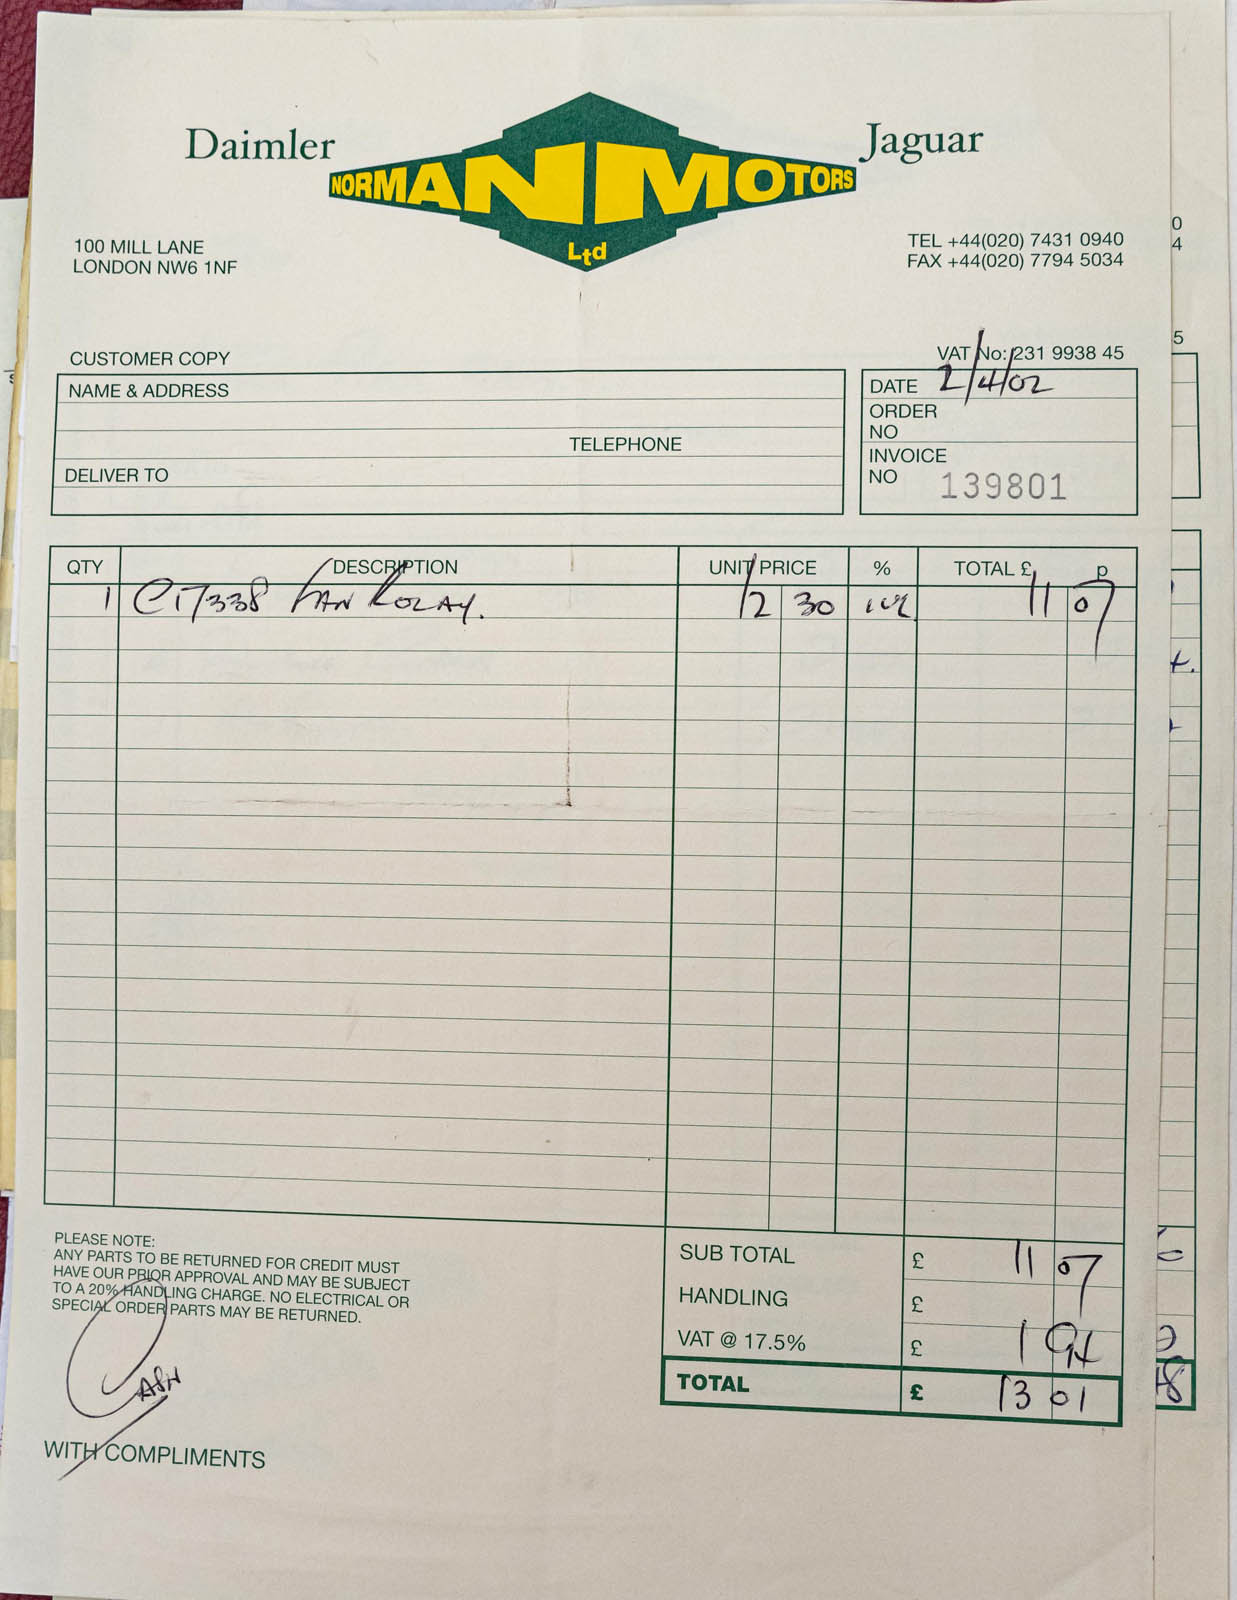 Daimler
NORMAN MOTORS
Ltd
Jaguar
100 MILL LANE
LONDON NW6 1NF
TEL +44(020) 7431 0940
FAX +44(020) 7794 5034
CUSTOMER COPY
VAT No: 231 9938 45
NAME & ADDRESS
TELEPHONE
DELIVER TO
DATE 2/4/02
ORDER
NO
INVOICE
NO 139801
QTY DESCRIPTION UNIT PRICE % TOTAL £ p
1 FAN 12 30 11 07
PLEASE NOTE:
ANY PARTS TO BE RETURNED FOR CREDIT MUST
HAVE OUR PRIOR APPROVAL AND MAY BE SUBJECT
TO A 20% HANDLING CHARGE. NO ELECTRICAL OR
SPECIAL ORDER PARTS MAY BE RETURNED.
SUB TOTAL £ 11 07
HANDLING £
VAT @ 17.5% £ 1 94
TOTAL £ 13 01
CASH
WITH COMPLIMENTS